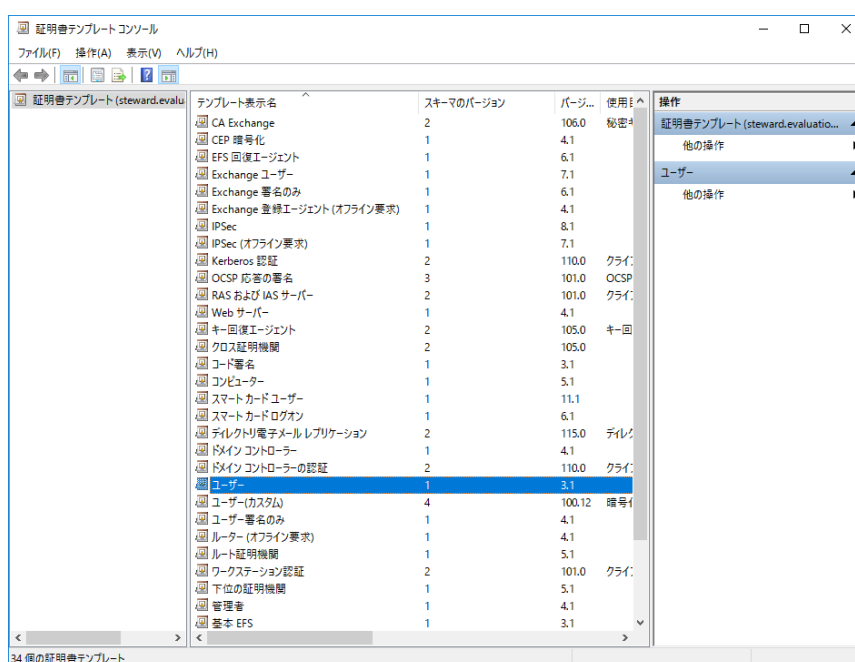 証明書テンプレート コンソール
ファイル(F) 操作(A) 表示(V) ヘルプ(H)
証明書テンプレート (steward.evalu
テンプレート表示名 スキーマのバージョン バージ... 使用目
CA Exchange 2 106.0 秘密キ
CEP 暗号化 1 4.1
EFS 回復エージェント 1 6.1
Exchange ユーザー 1 7.1
Exchange 署名のみ 1 6.1
Exchange 登録エージェント (オフライン要求) 1 4.1
IPSec 1 8.1
IPSec (オフライン要求) 1 7.1
Kerberos 認証 2 110.0 クライ
OCSP 応答の署名 3 101.0 OCSP
RAS および IAS サーバー 2 101.0 クライ
Web サーバー 1 4.1
キー回復エージェント 2 105.0 キー回
クロス証明機関 2 105.0
コード署名 1 3.1
コンピューター 1 5.1
スマートカード ユーザー 1 11.1
スマートカード ログオン 1 6.1
ディレクトリ電子メール レプリケーション 2 115.0 ディレク
ドメイン コントローラー 1 4.1
ドメイン コントローラーの認証 2 110.0 クライ
ユーザー 1 3.1
ユーザー(カスタム) 4 100.12 暗号化
ユーザー署名のみ 1 4.1
ルーター (オフライン要求) 1 4.1
ルート証明機関 1 5.1
ワークステーション認証 2 101.0 クライ
下位の証明機関 1 5.1
管理者 1 4.1
基本 EFS 1 3.1
操作
証明書テンプレート (steward.evaluatio...
他の操作
ユーザー
他の操作
34 個の証明書テンプレート